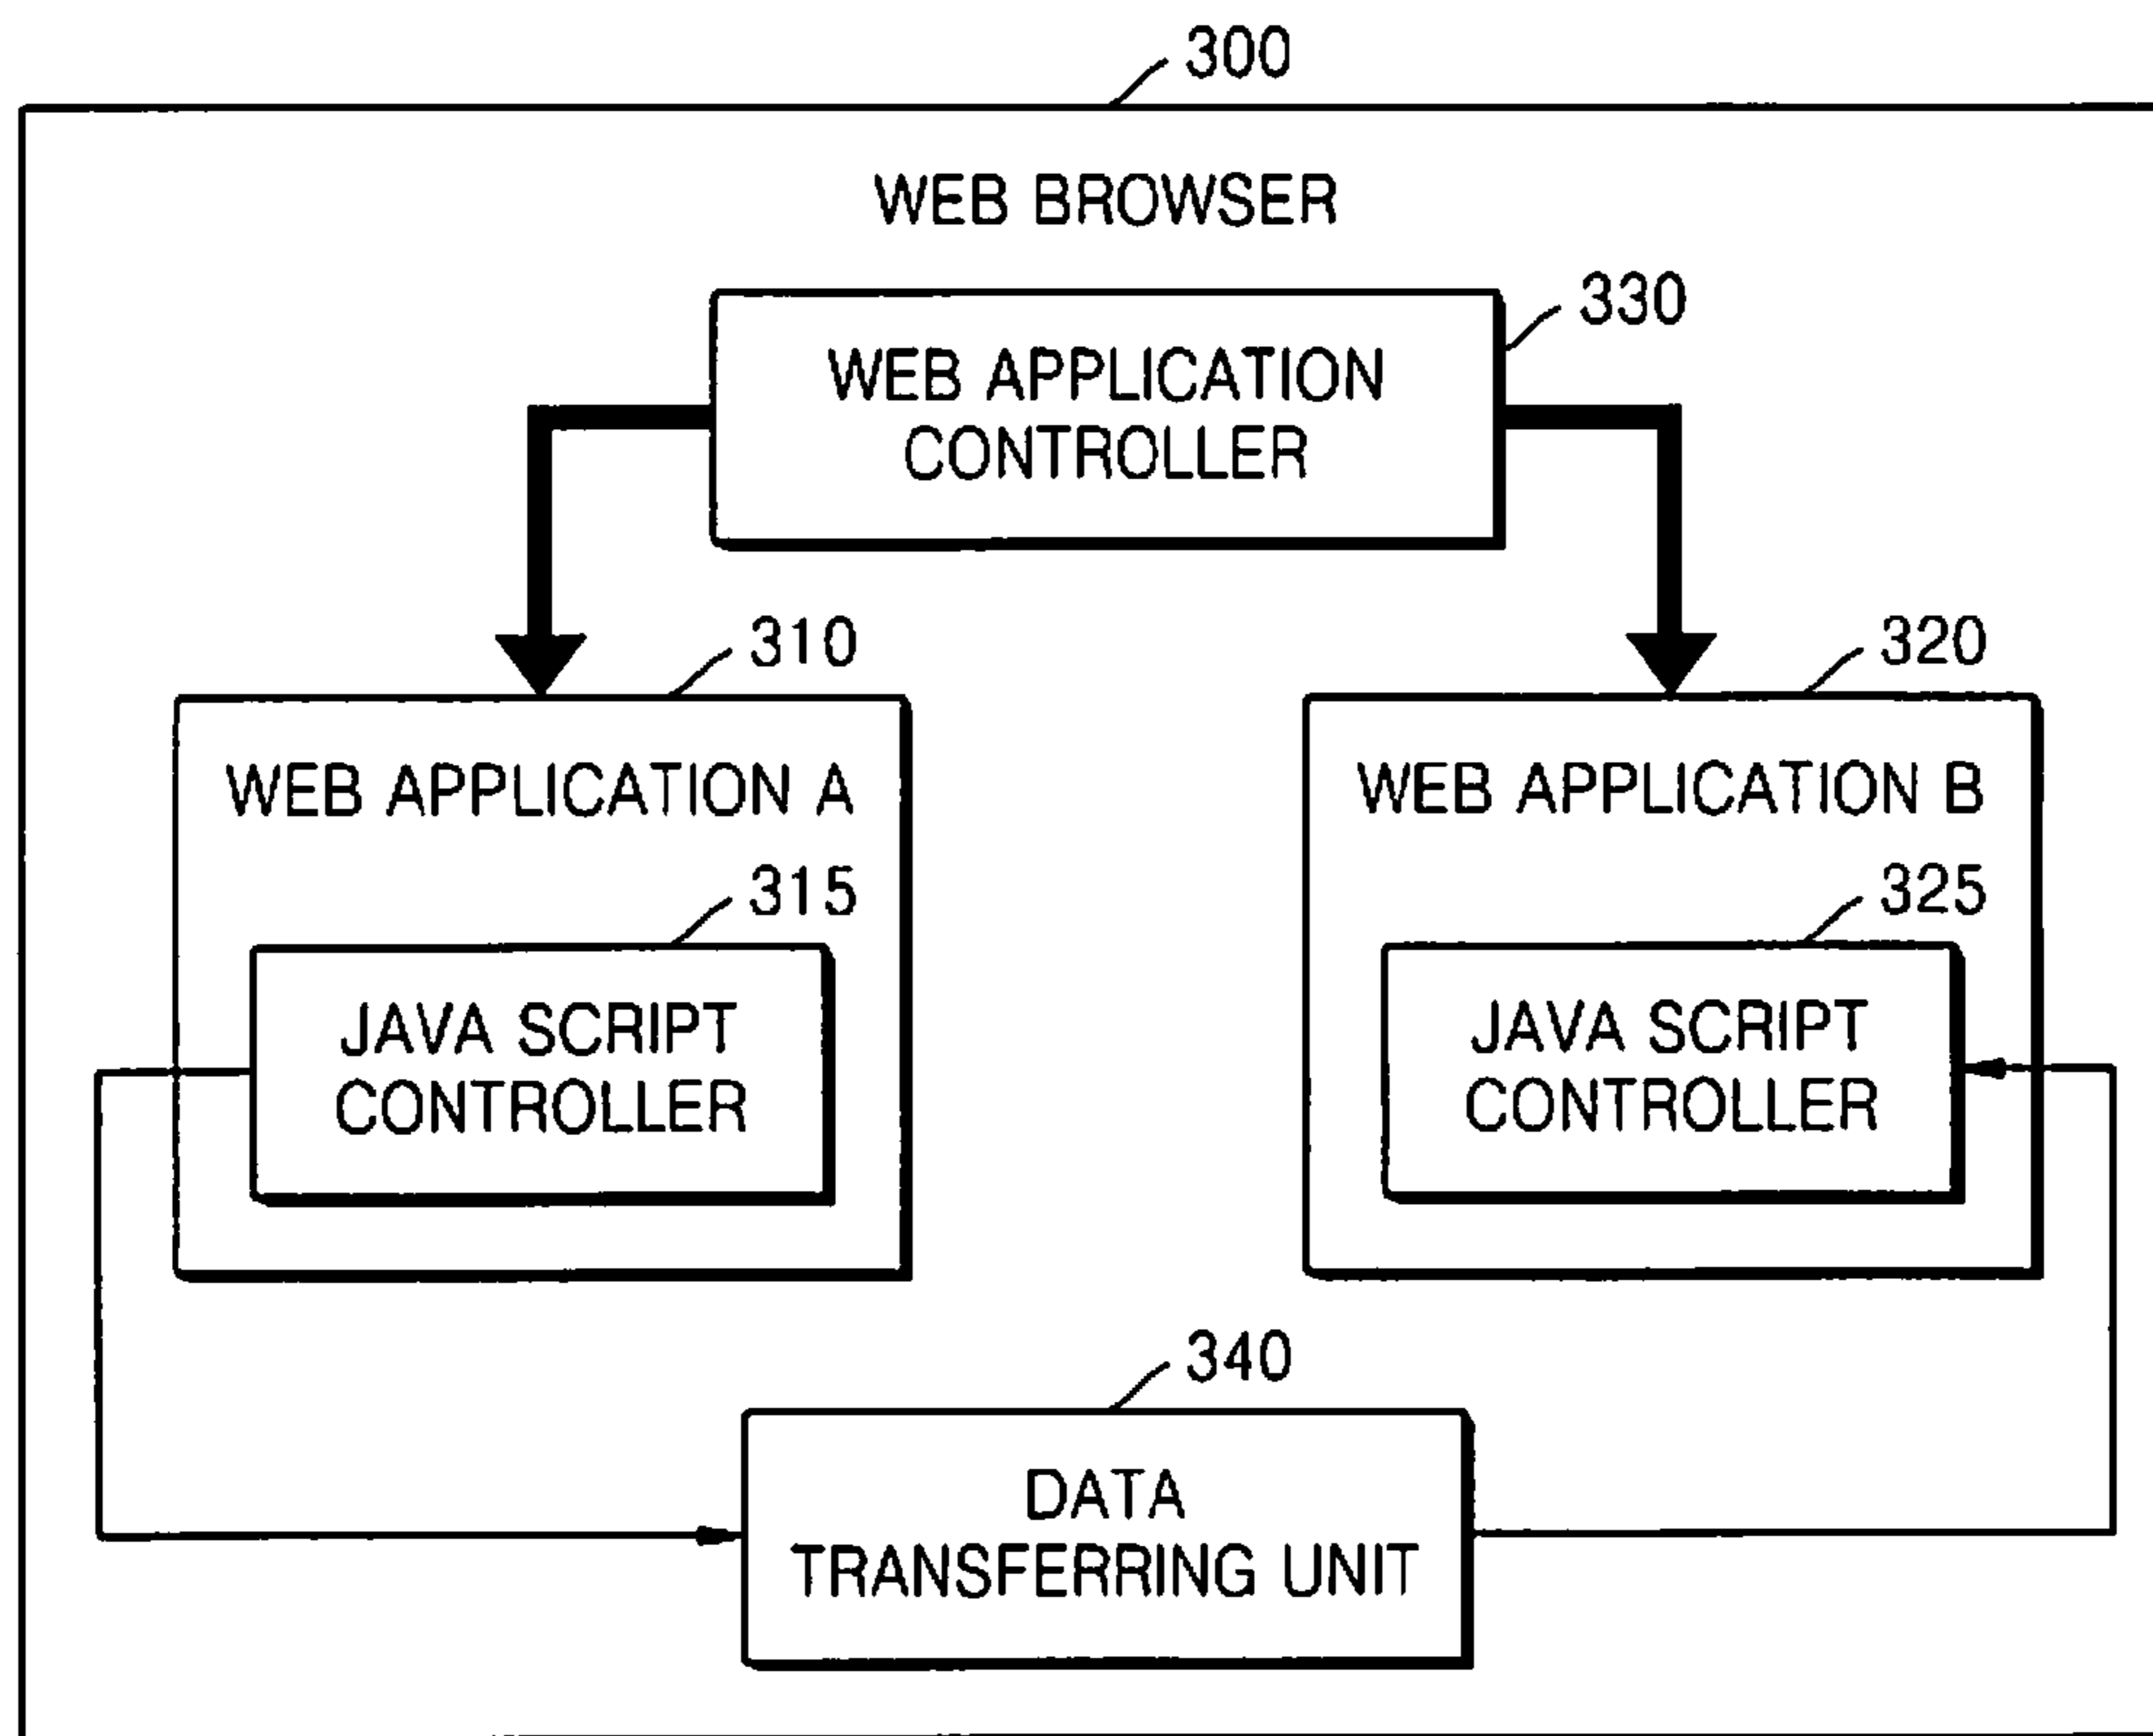 300
WEB BROWSER
330
WEB APPLICATION
CONTROLLER
310
320
WEB APPLICATION A
WEB APPLICATION B
315
325
JAVA SCRIPT
CONTROLLER
JAVA SCRIPT
CONTROLLER
340
DATA
TRANSFERRING UNIT